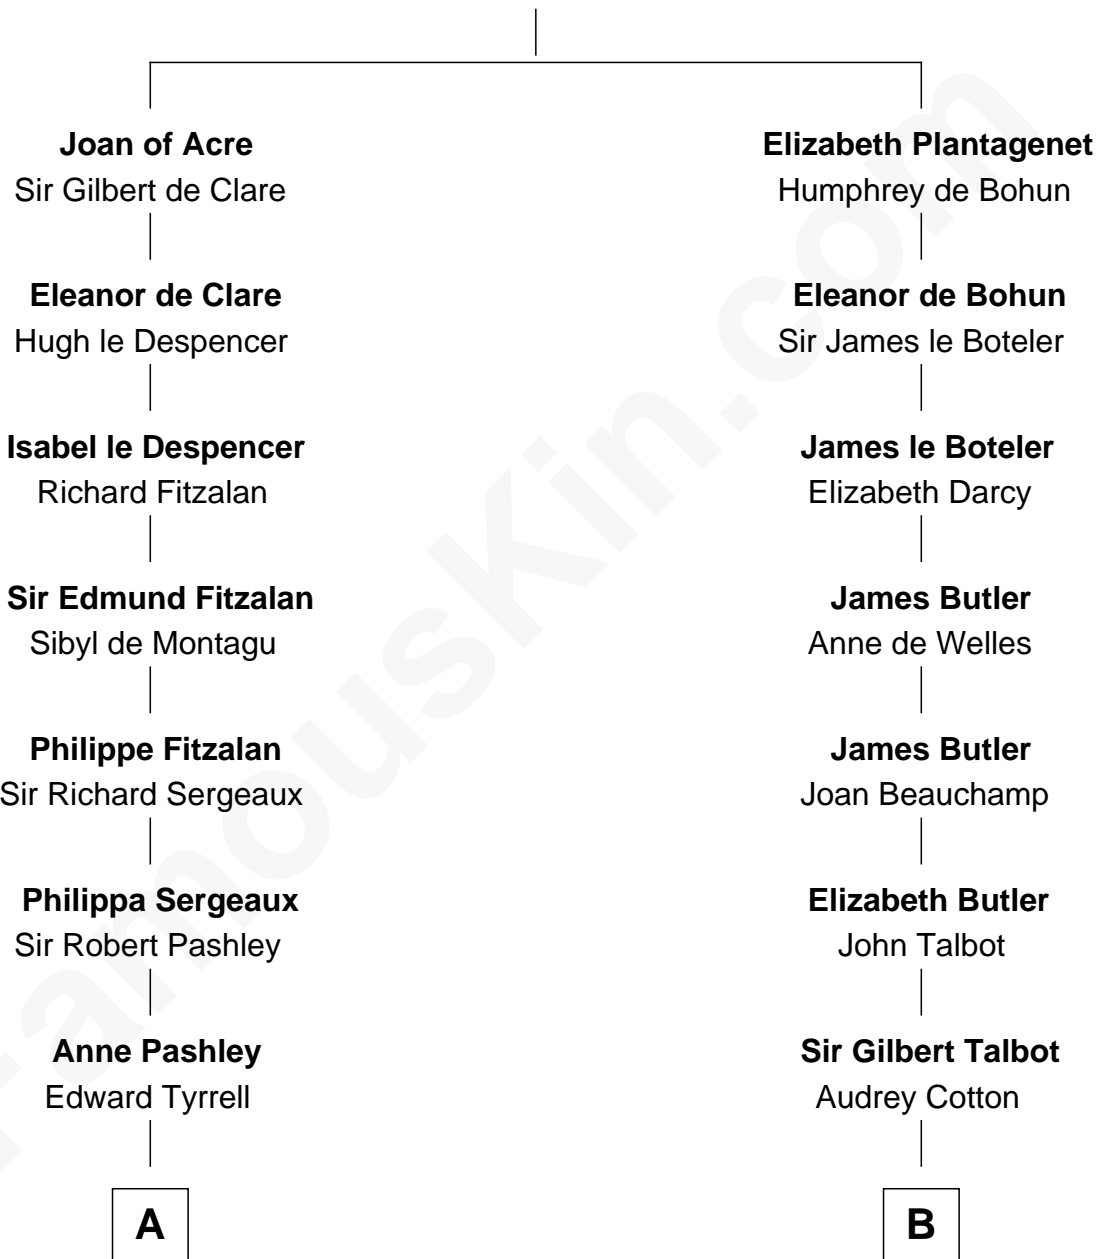 Joan of Acre
Sir Gilbert de Clare
Eleanor de Clare
Hugh le Despencer
Isabel le Despencer
Richard Fitzalan
Sir Edmund Fitzalan
Sibyl de Montagu
Philippe Fitzalan
Sir Richard Sergeaux
Philippa Sergeaux
Sir Robert Pashley
Anne Pashley
Edward Tyrrell
A
Elizabeth Plantagenet
Humphrey de Bohun
Eleanor de Bohun
Sir James le Boteler
James le Boteler
Elizabeth Darcy
James Butler
Anne de Welles
James Butler
Joan Beauchamp
Elizabeth Butler
John Talbot
Sir Gilbert Talbot
Audrey Cotton
B
FamousKin.com